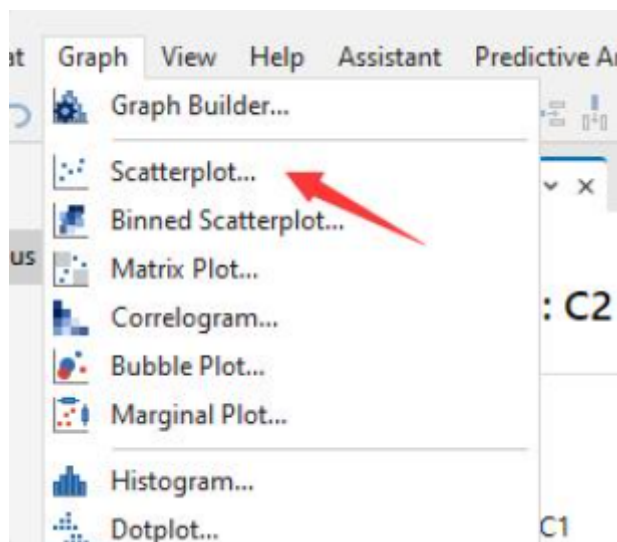 at Graph View Help Assistant Predictive A
Graph Builder...
Scatterplot...
Binned Scatterplot...
us
Matrix Plot...
: C2
Correlogram...
Bubble Plot...
Marginal Plot...
Histogram...
Dotplot...
C1